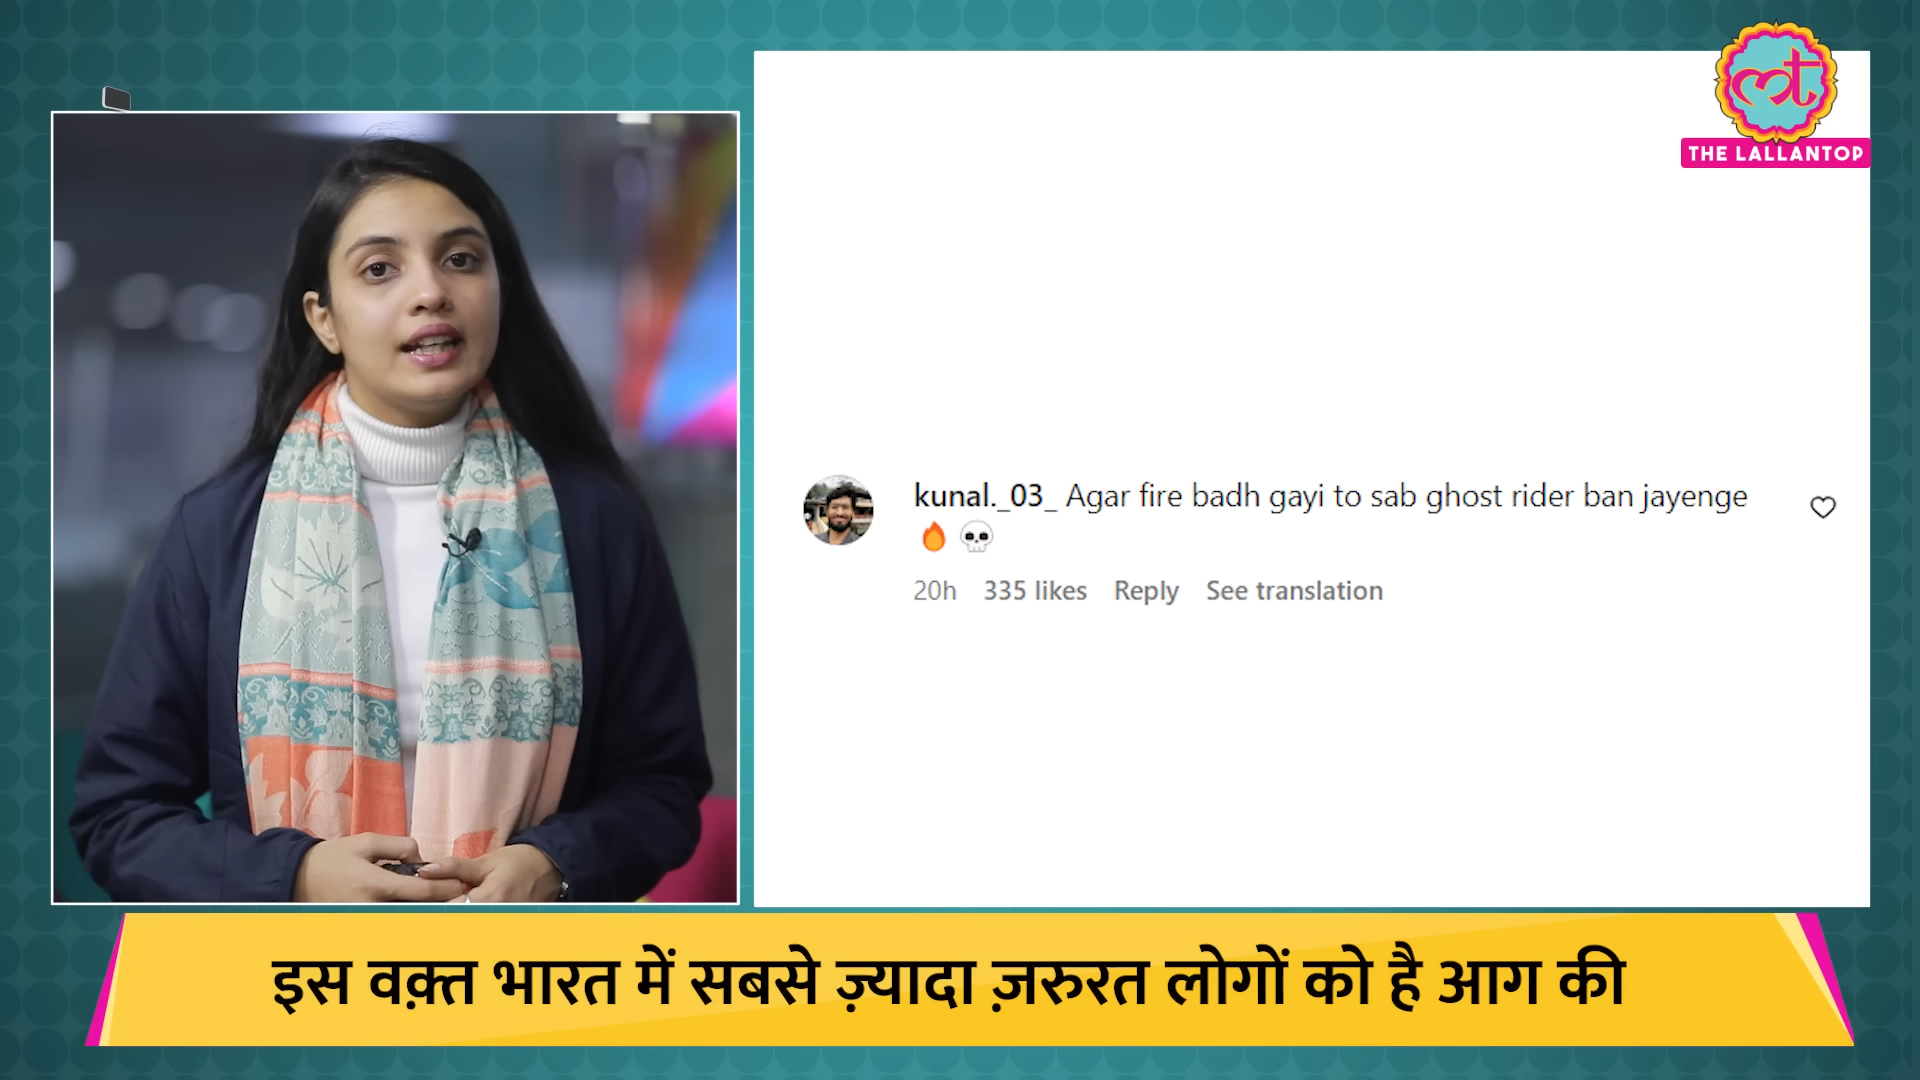 THE LALLANTOP
kunal._03_ Agar fire badh gayi to sab ghost rider ban jayenge
🔥 💀
20h 335 likes Reply See translation
इस वक़्त भारत में सबसे ज़्यादा ज़रुरत लोगों को है आग की